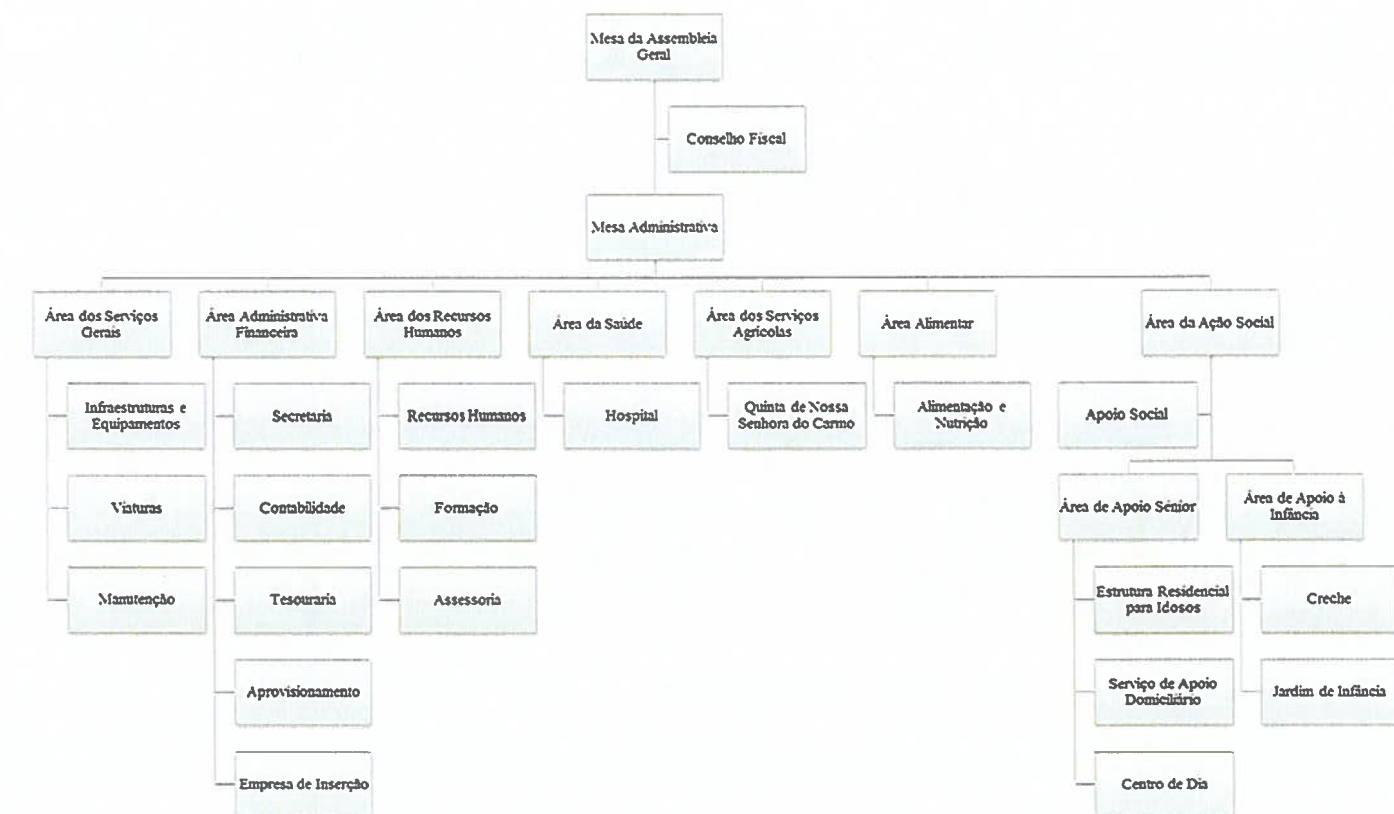 Mesa da Assembleia
Geral
Conselho Fiscal
Mesa Administrativa
Área dos Serviços
Gerais
Área Administrativa
Financeira
Área dos Recursos
Humanos
Área da Saúde
Área dos Serviços
Agrícolas
Área Alimentar
Área da Ação Social
Infraestruturas e
Equipamentos
Secretaria
Recursos Humanos
Hospital
Quinta de Nossa
Senhora do Carmo
Alimentação e
Nutrição
Apoio Social
Viaturas
Contabilidade
Formação
Área de Apoio Sénior
Área de Apoio à
Infância
Manutenção
Tesouraria
Assessoria
Estrutura Residencial
para Idosos
Creche
Aprovisionamento
Serviço de Apoio
Domiciliário
Jardim de Infância
Empresa de Inserção
Centro de Dia